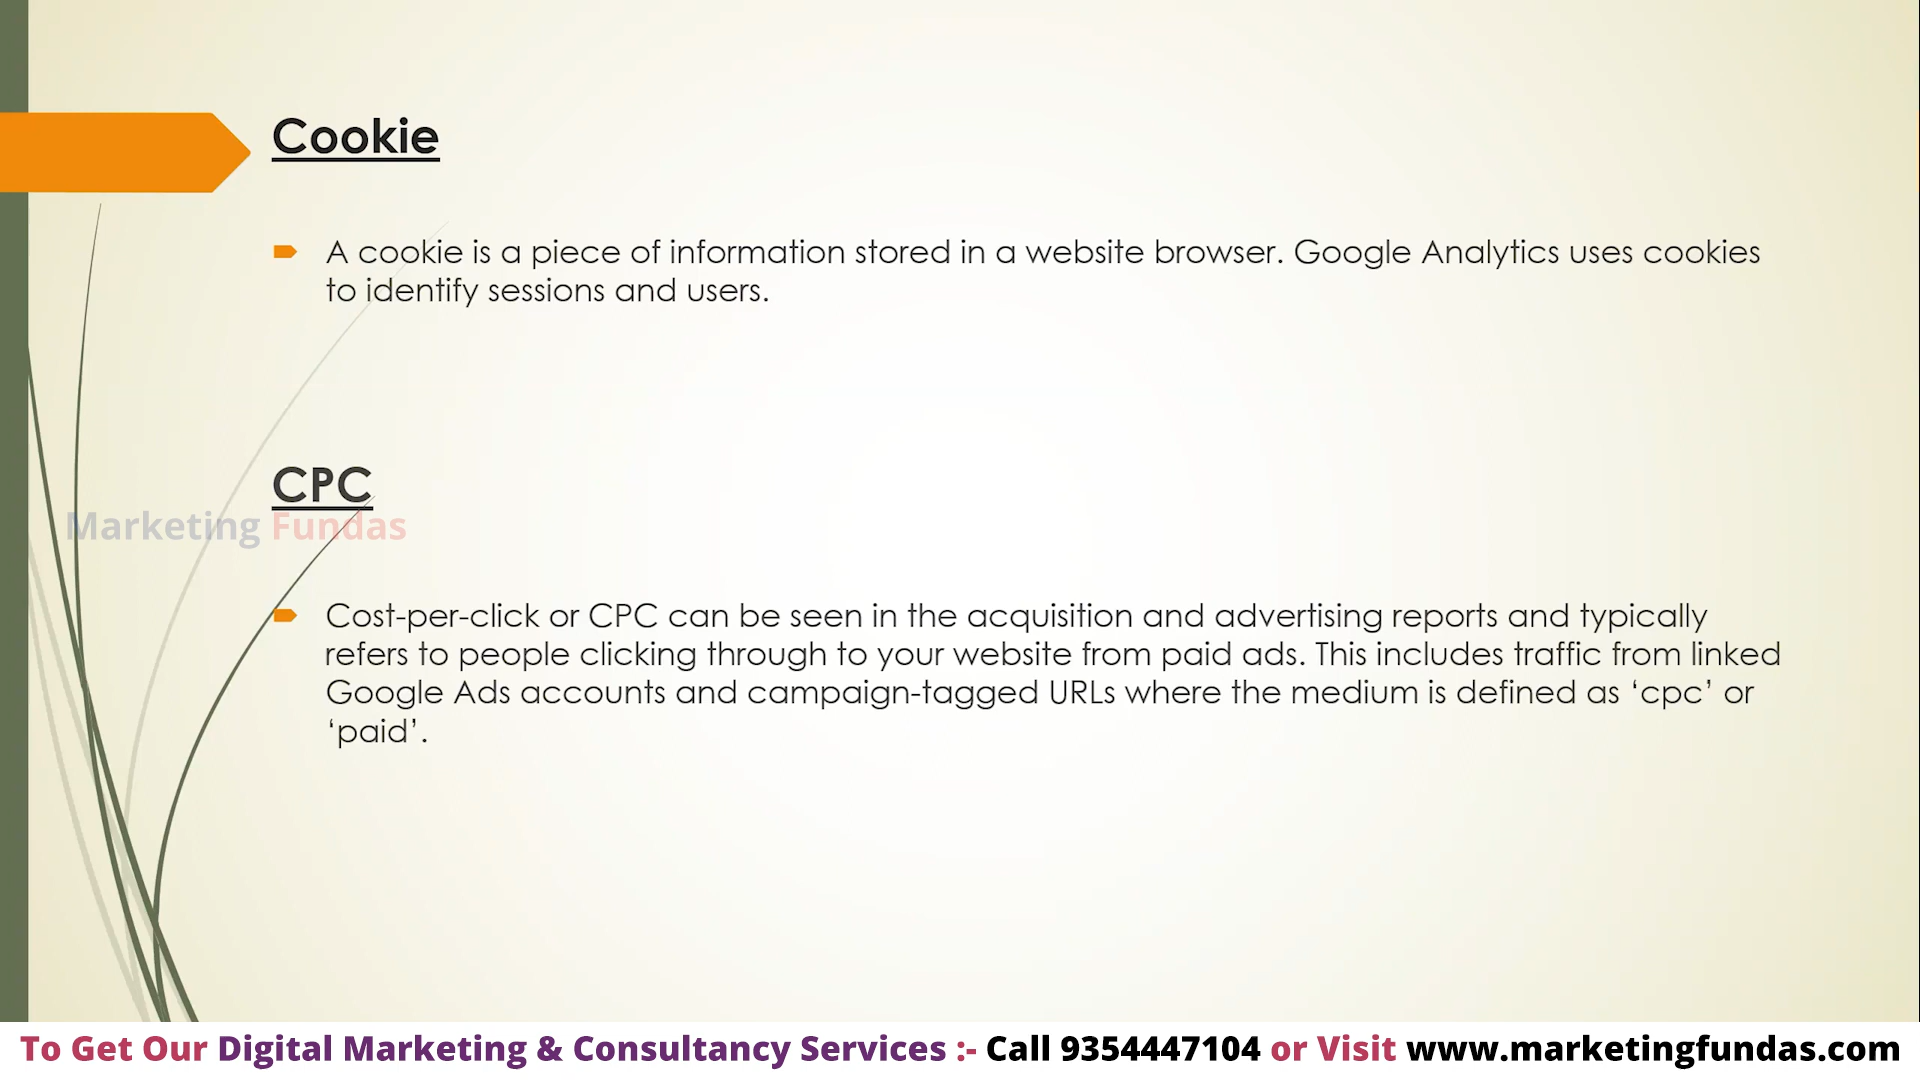 Cookie
A cookie is a piece of information stored in a website browser. Google Analytics uses cookies
to identify sessions and users.
CPC
Marketing Fundas
Cost-per-click or CPC can be seen in the acquisition and advertising reports and typically
refers to people clicking through to your website from paid ads. This includes traffic from linked
Google Ads accounts and campaign-tagged URLs where the medium is defined as ‘cpc’ or
‘paid’.
To Get Our Digital Marketing & Consultancy Services :- Call 9354447104 or Visit www.marketingfundas.com